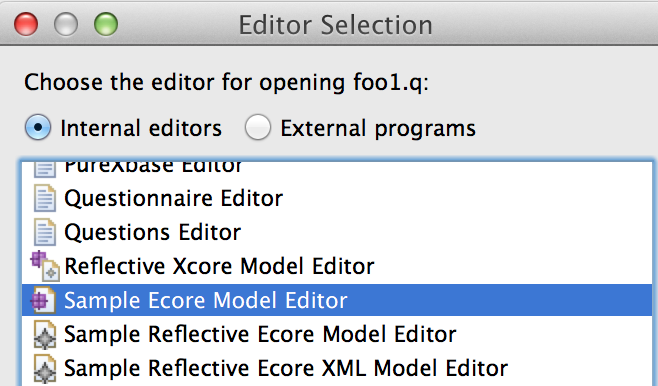 Editor Selection
Choose the editor for opening foo1.q:
Internal editors External programs
PureXbase Editor
Questionnaire Editor
Questions Editor
Reflective Xcore Model Editor
Sample Ecore Model Editor
Sample Reflective Ecore Model Editor
Sample Reflective Ecore XML Model Editor